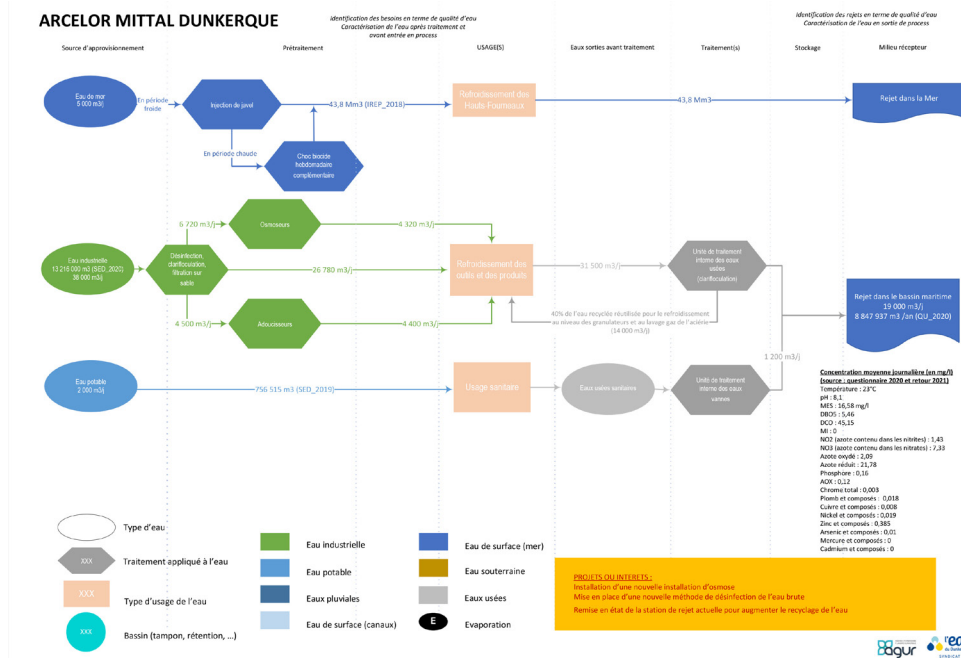 ARCELOR MITTAL DUNKERQUE
Identification des besoins en terme de qualité d'eau
Caractérisation de l'eau après traitement et
avant entrée en process
Identification des rejets en terme de qualité d'eau
Caractérisation de l'eau en sortie de process
Source d'approvisionnement
Prétraitement
USAGE(S)
Eaux sorties avant traitement
Traitement(s)
Stockage
Milieu récepteur
Eau de mer
5 000 m3/j
En période
froide
Injection de javel
43,8 Mm3 (IREP_2018)
Refroidissement des
Hauts-Fourneaux
43,8 Mm3
Rejet dans la Mer
En période chaude
Choc biocide
hebdomadaire
complémentaire
6 720 m3/j
Osmoseurs
4 320 m3/j
Eau industrielle
13 216 000 m3 (SED_2020)
38 000 m3/j
Désinfection,
clarifloculation,
filtration sur
sable
26 780 m3/j
Refroidissement des
outils et des produits
31 500 m3/j
Unité de traitement
interne des eaux
usées
(clarifloculation)
4 500 m3/j
Adoucisseurs
4 400 m3/j
40% de l'eau recyclée réutilisée pour le refroidissement
au niveau des granulateurs et au lavage gaz de l'aciérie
(14 000 m3/j)
Rejet dans le bassin maritime
19 000 m3/j
8 847 937 m3 /an (QU_2020)
1 200 m3/j
Eau potable
2 000 m3/j
756 515 m3 (SED_2019)
Usage sanitaire
Eaux usées sanitaires
Unité de traitement
interne des eaux
vannes
Concentration moyenne journalière (en mg/l)
(source : questionnaire 2020 et retour 2021)
Température : 23°C
pH : 8,1
MES : 16,58 mg/l
DBO5 : 5,46
DCO : 45,15
MI : 0
NO2 (azote contenu dans les nitrites) : 1,43
NO3 (azote contenu dans les nitrates) : 7,33
Azote oxydé : 2,09
Azote réduit : 21,78
Phosphore : 0,16
AOX : 0,12
Chrome total : 0,003
Plomb et composés : 0,018
Cuivre et composés : 0,008
Nickel et composés : 0,019
Zinc et composés : 0,385
Arsenic et composés : 0,01
Mercure et composés : 0
Cadmium et composés : 0
Type d'eau
XXX
Traitement appliqué à l'eau
XXX
Type d'usage de l'eau
XXX
Bassin (tampon, rétention, ...)
Eau industrielle
Eau potable
Eaux pluviales
Eau de surface (canaux)
Eau de surface (mer)
Eau souterraine
Eaux usées
E
Evaporation
PROJETS OU INTERETS :
Installation d'une nouvelle installation d'osmose
Mise en place d'une nouvelle méthode de désinfection de l'eau brute
Remise en état de la station de rejet actuelle pour augmenter le recyclage de l'eau
agur